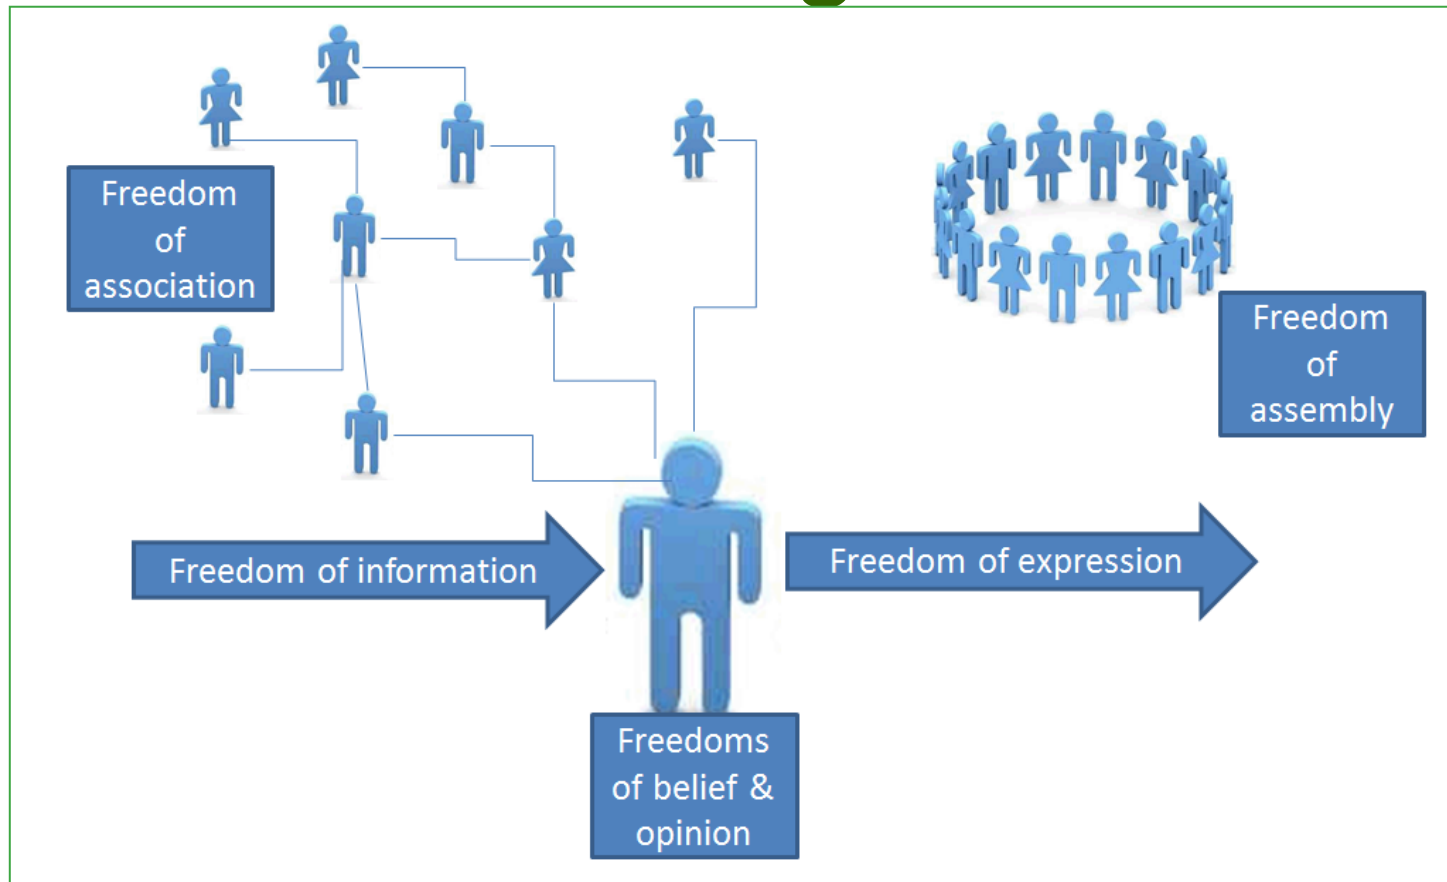 Freedom
of
association
Freedom
of
assembly
Freedom of information
Freedom of expression
Freedoms
of belief &
opinion